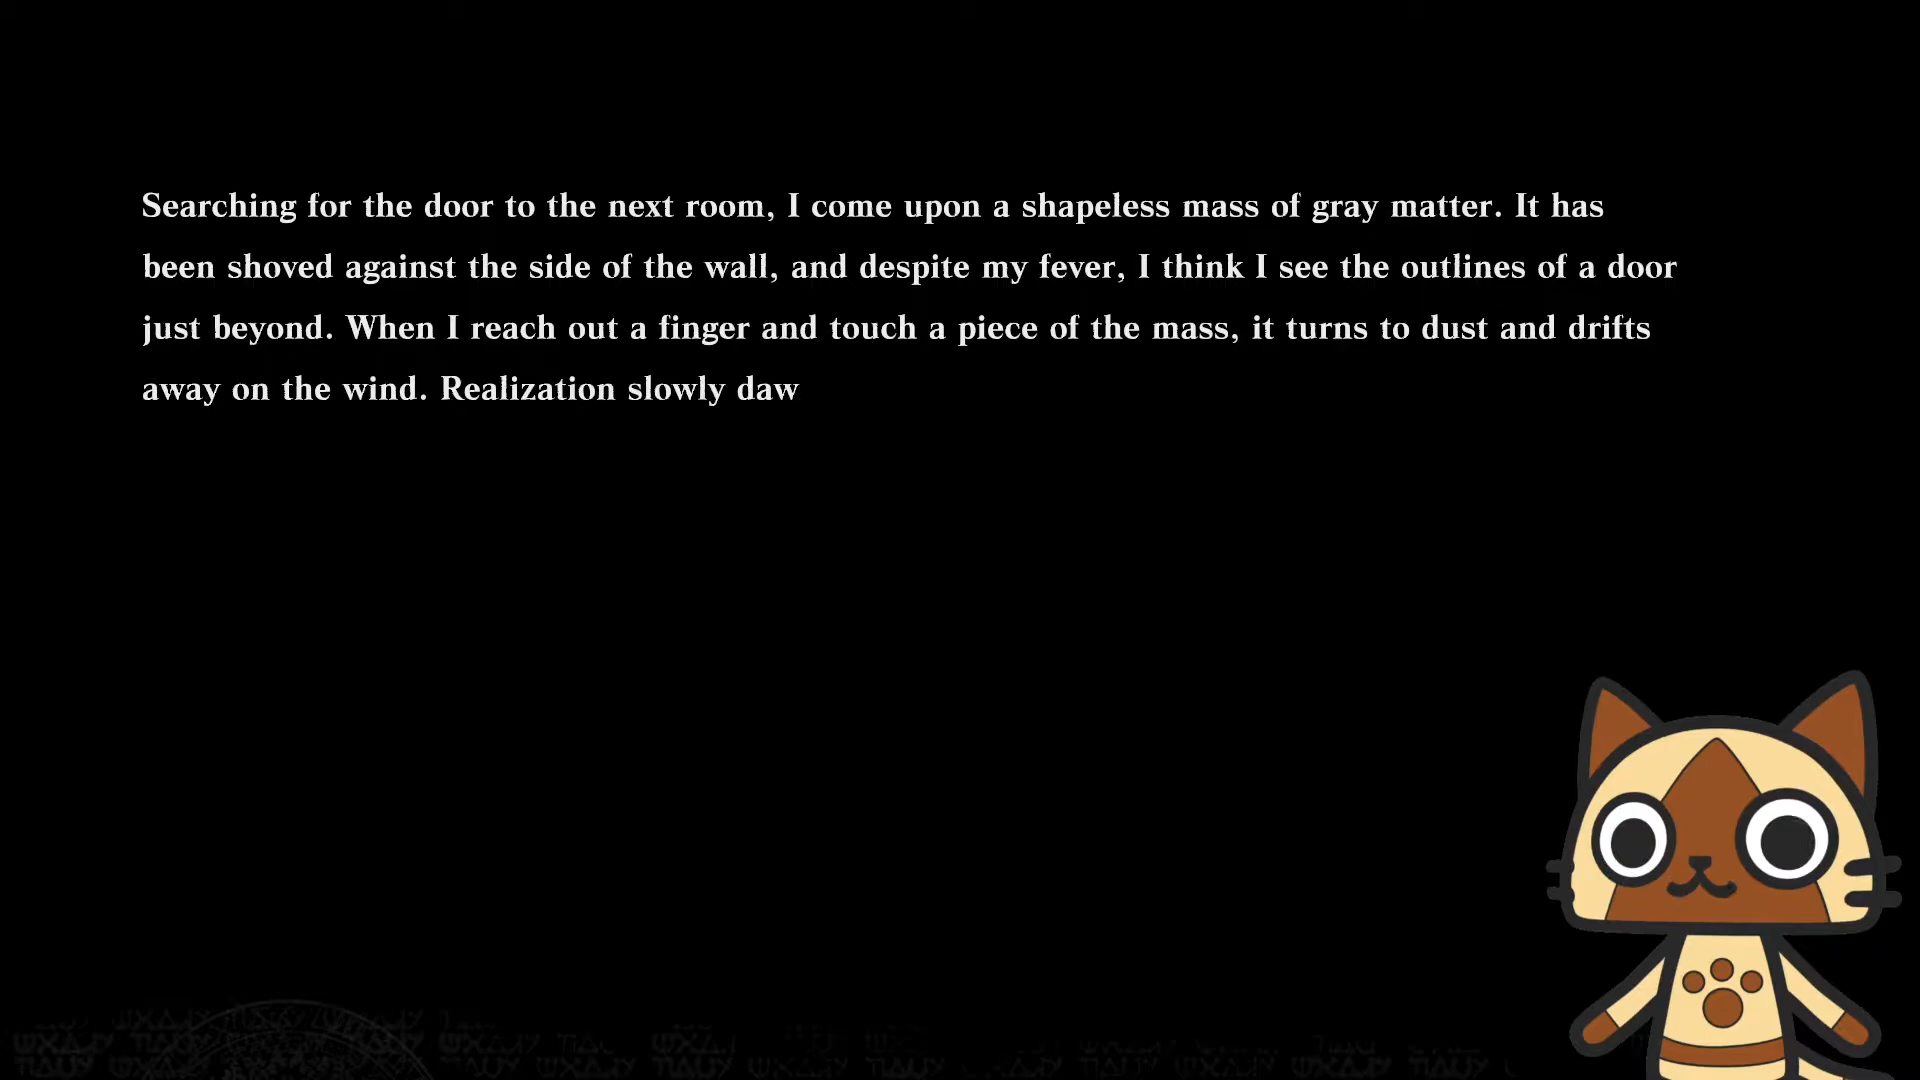 Searching for the door to the next room, I come upon a shapeless mass of gray matter. It has
been shoved against the side of the wall, and despite my fever, I think I see the outlines of a door
just beyond. When I reach out a finger and touch a piece of the mass, it turns to dust and drifts
away on the wind. Realization slowly daw